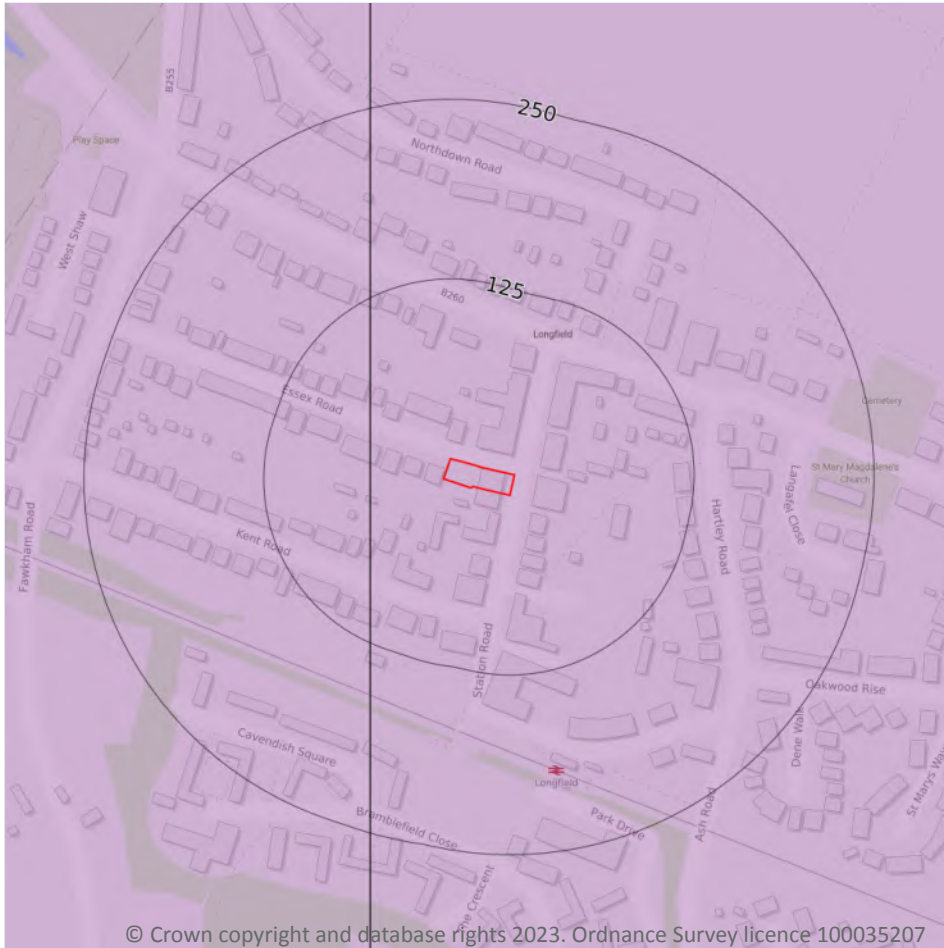 250
B255
Play Space
Northdown Road
West Shaw
125
B260
Longfield
Essex Road
Cemetery
St Mary Magdalene's
Church
Langafel Close
Hartley Road
Fawkham Road
Kent Road
Station Road
Oakwood Rise
Dene Walk
Cavendish Square
Longfield
St Marys Way
Park Drive
Ash Road
Bramblefield Close
The Crescent
© Crown copyright and database rights 2023. Ordnance Survey licence 100035207